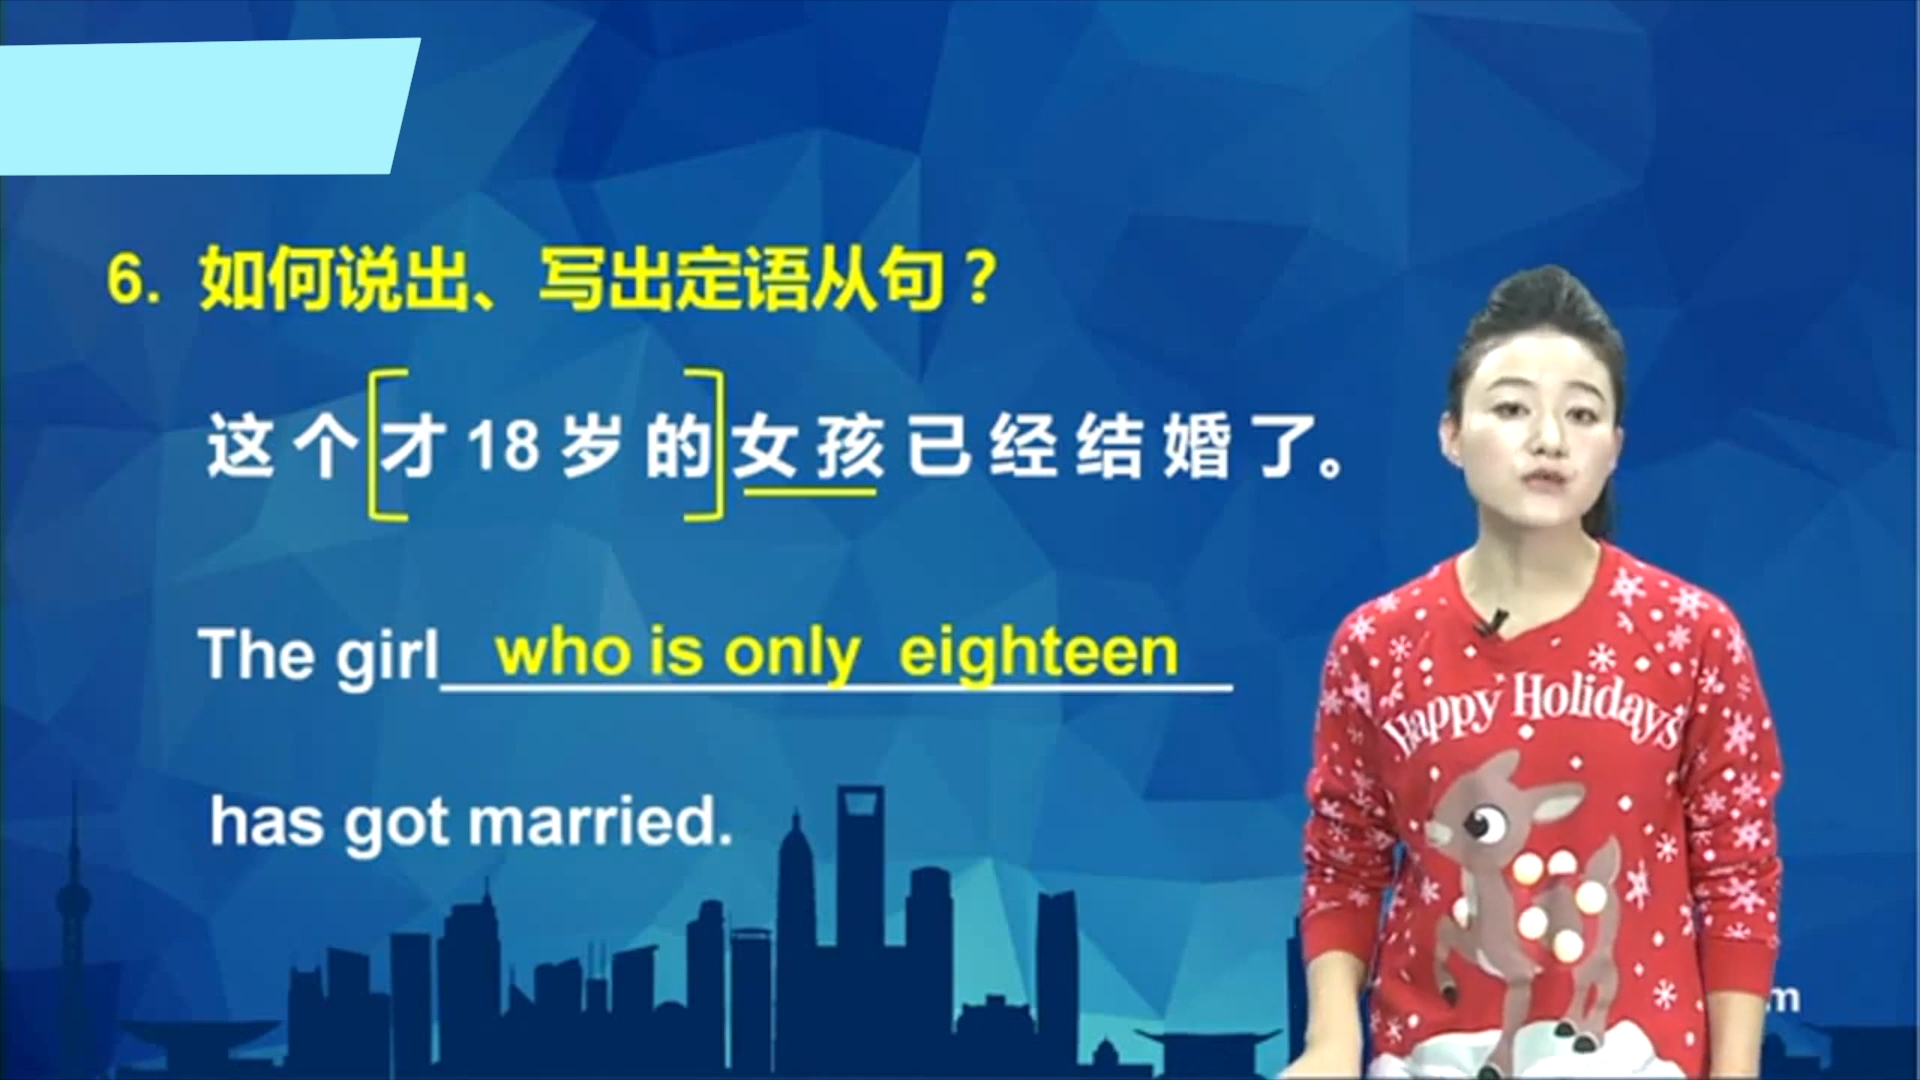 6. 如何说出、写出定语从句？
这个[才18岁的]女孩已经结婚了。
The girl who is only eighteen
has got married.
Happy Holidays
m